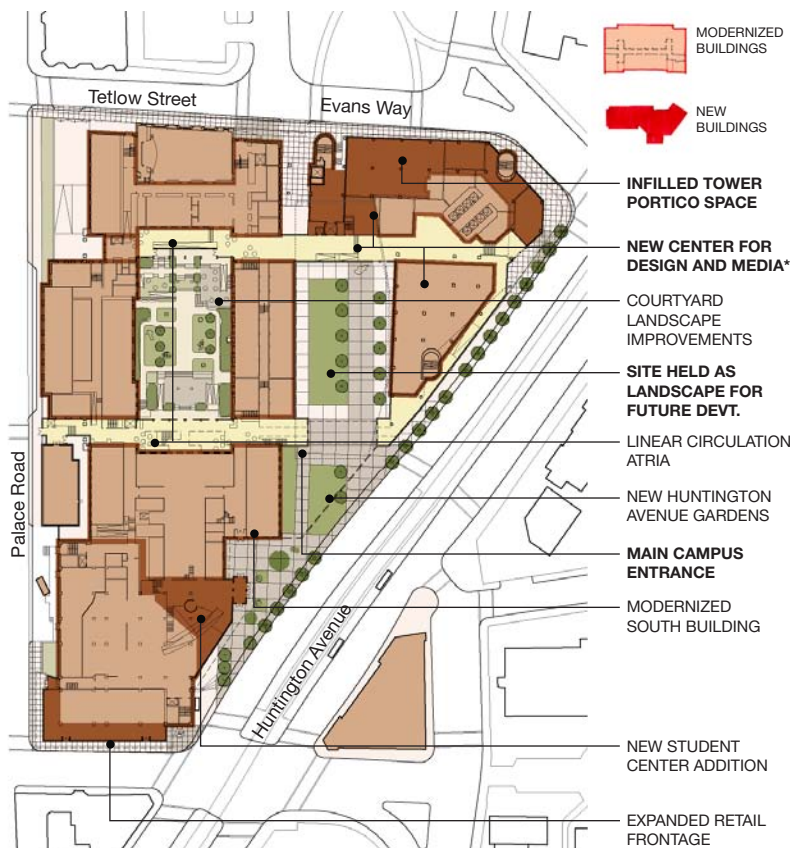 MODERNIZED
BUILDINGS
NEW
BUILDINGS
Tetlow Street
Evans Way
INFILLED TOWER
PORTICO SPACE
NEW CENTER FOR
DESIGN AND MEDIA*
COURTYARD
LANDSCAPE
IMPROVEMENTS
SITE HELD AS
LANDSCAPE FOR
FUTURE DEVT.
LINEAR CIRCULATION
ATRIA
Palace Road
NEW HUNTINGTON
AVENUE GARDENS
MAIN CAMPUS
ENTRANCE
MODERNIZED
SOUTH BUILDING
Huntington Avenue
NEW STUDENT
CENTER ADDITION
EXPANDED RETAIL
FRONTAGE